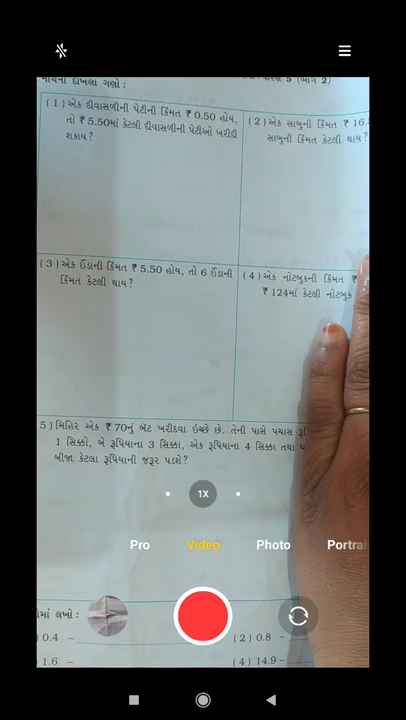 દાખલા ગણો :
5 (ભાગ 2)
(1) એક દીવાસળીની પેટીની કિંમત ₹ 0.50 હોય,
તો ₹ 5.50માં કેટલી દીવાસળીની પેટીઓ ખરીદી
શકાય?
(2) એક સાબુની કિંમત ₹ 16.
સાબુની કિંમત કેટલી થાય?
(3) એક ઈંડાની કિંમત ₹ 5.50 હોય, તો 6 ઈંડાની
કિંમત કેટલી થાય?
(4) એક નોટબુકની કિંમત ₹
₹ 124માં કેટલી નોટબુક
5) મિહિર એક ₹ 70નું બૅટ ખરીદવા ઇચ્છે છે. તેની પાસે પચાસ
1 સિક્કો, બે રૂપિયાના 3 સિક્કા, એક રૂપિયાના 4 સિક્કા તથા
બીજા કેટલા રૂપિયાની જરૂર પડશે?
1X
Pro Video Photo Portrai
લખો :
0.4 –
(2) 0.8 –
1.6 –
(4) 14.9 –